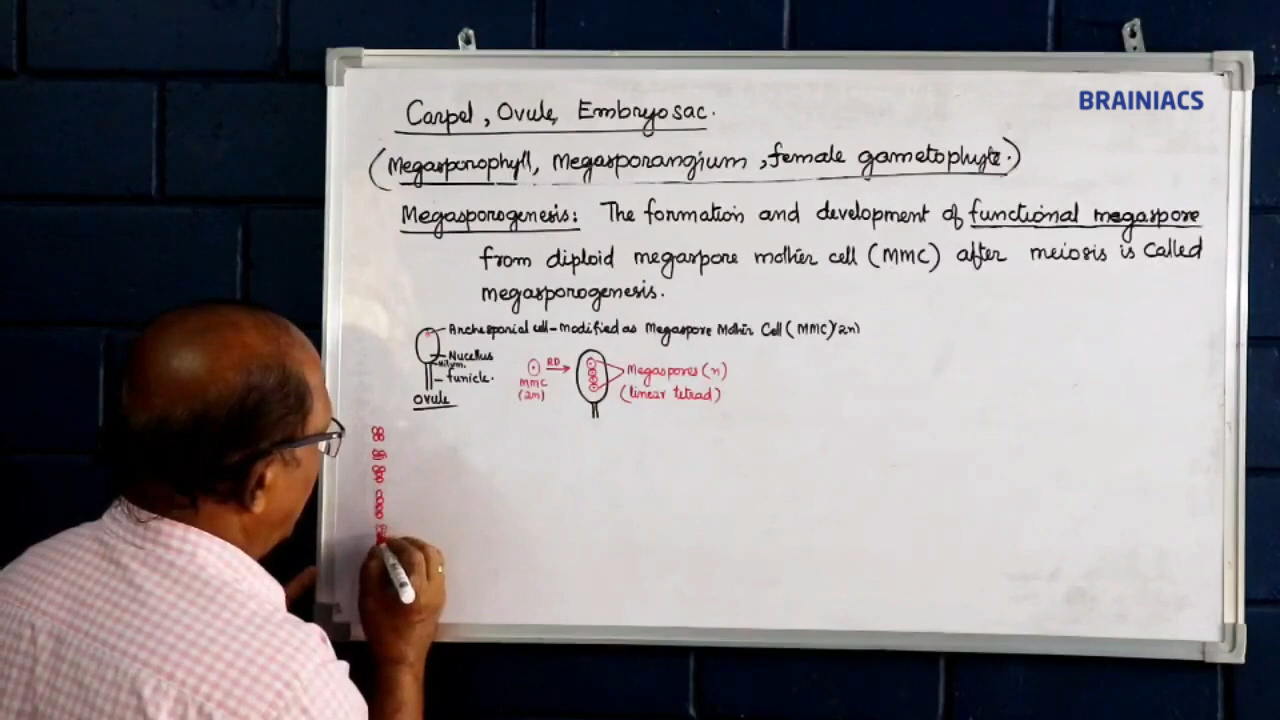 BRAINIACS
Carpel, Ovule, Embryosac.
(Megasporophyll, Megasporangium, female gametophyte.)
Megasporogenesis: The formation and development of functional megaspore
from diploid megaspore mother cell (MMC) after meiosis is called
megasporogenesis.
Archesporial cell-modified as Megaspore Mother Cell (MMC)(2n)
Nucellus
Hilum.
funicle.
Ovule
MMC
(2n)
RD
Megaspores (n)
(linear tetrad)